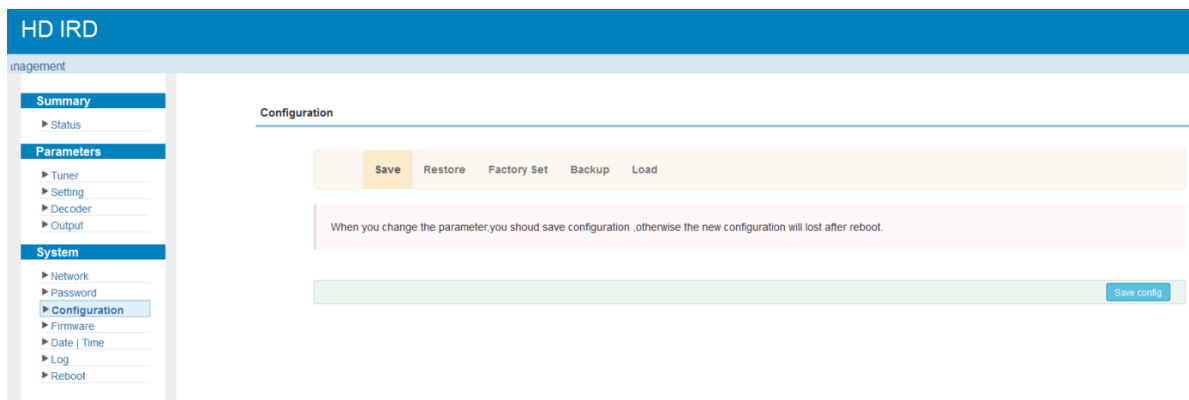 HD IRD
nagement
Summary
Status
Parameters
Tuner
Setting
Decoder
Output
System
Network
Password
Configuration
Firmware
Date | Time
Log
Reboot
Configuration
Save Restore Factory Set Backup Load
When you change the parameter,you shoud save configuration ,otherwise the new configuration will lost after reboot.
Save config